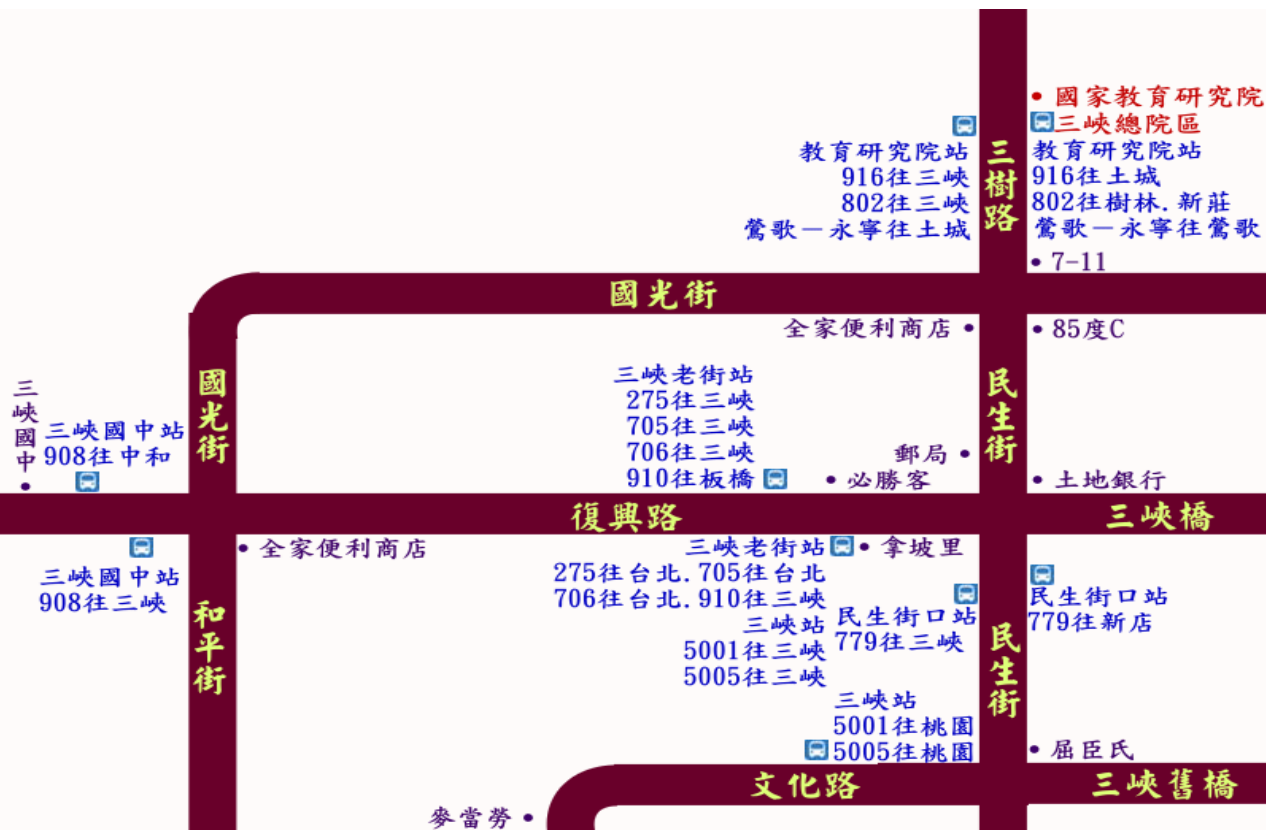 • 國家教育研究院
三峽總院區
教育研究院站
916往三峽
802往三峽
鶯歌－永寧往土城
三樹路
教育研究院站
916往土城
802往樹林.新莊
鶯歌－永寧往鶯歌
• 7-11
國光街
全家便利商店 •
• 85度C
三峽國中 •
三峽國中站
908往中和
國光街
三峽老街站
275往三峽
705往三峽
706往三峽
910往板橋
• 必勝客
郵局 •
民生街
• 土地銀行
復興路
三峽橋
三峽國中站
908往三峽
和平街
• 全家便利商店
三峽老街站
275往台北.705往台北
706往台北.910往三峽
三峽站
5001往三峽
5005往三峽
• 拿坡里
民生街口站
779往三峽
民生街
民生街口站
779往新店
三峽站
5001往桃園
5005往桃園
• 屈臣氏
文化路
三峽舊橋
麥當勞 •